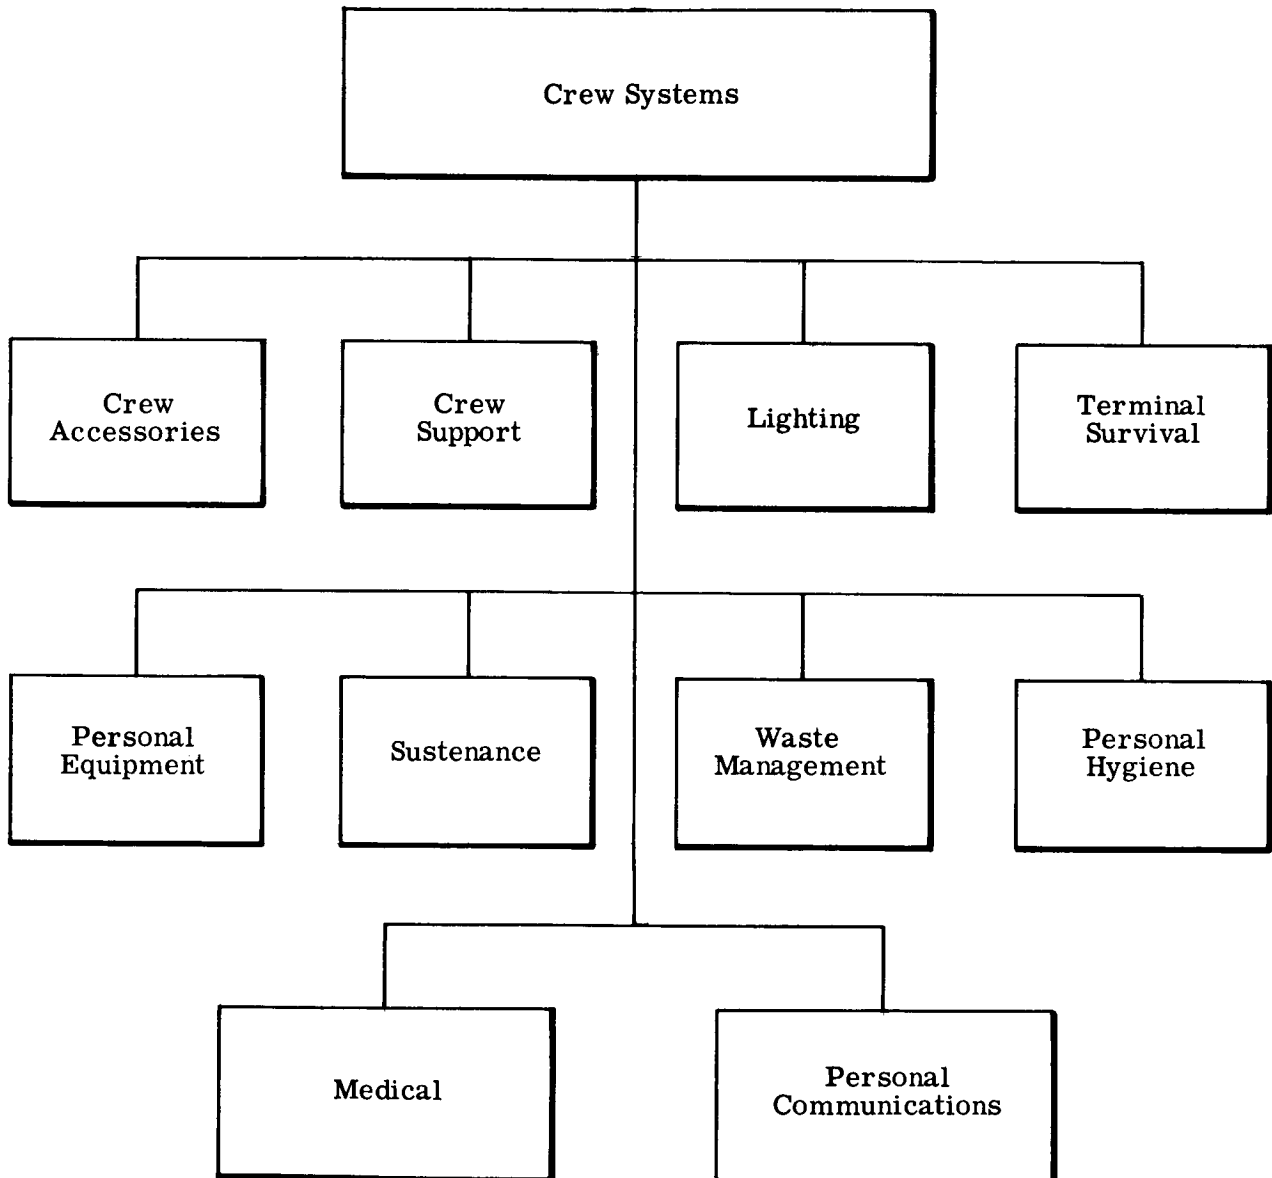 Crew Systems
Crew
Accessories
Crew
Support
Lighting
Terminal
Survival
Personal
Equipment
Sustenance
Waste
Management
Personal
Hygiene
Medical
Personal
Communications